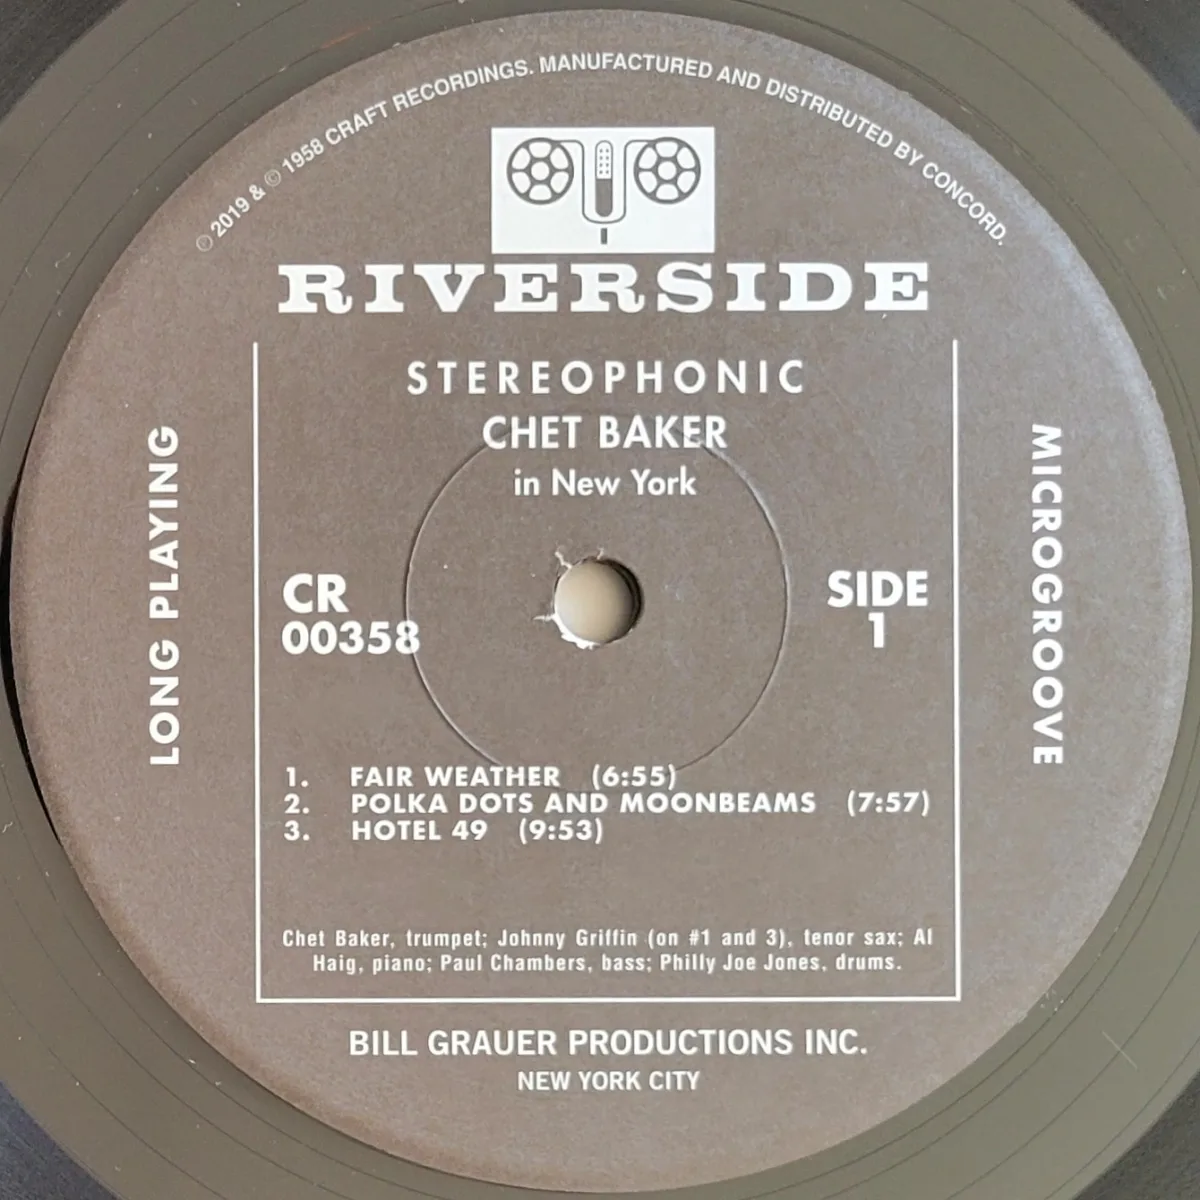 ℗ 2019 & © 1958 CRAFT RECORDINGS. MANUFACTURED AND DISTRIBUTED BY CONCORD.
RIVERSIDE
STEREOPHONIC
CHET BAKER
in New York
LONG PLAYING
CR
00358
SIDE
1
MICROGROOVE
1. FAIR WEATHER (6:55)
2. POLKA DOTS AND MOONBEAMS (7:57)
3. HOTEL 49 (9:53)
Chet Baker, trumpet; Johnny Griffin (on #1 and 3), tenor sax; Al
Haig, piano; Paul Chambers, bass; Philly Joe Jones, drums.
BILL GRAUER PRODUCTIONS INC.
NEW YORK CITY